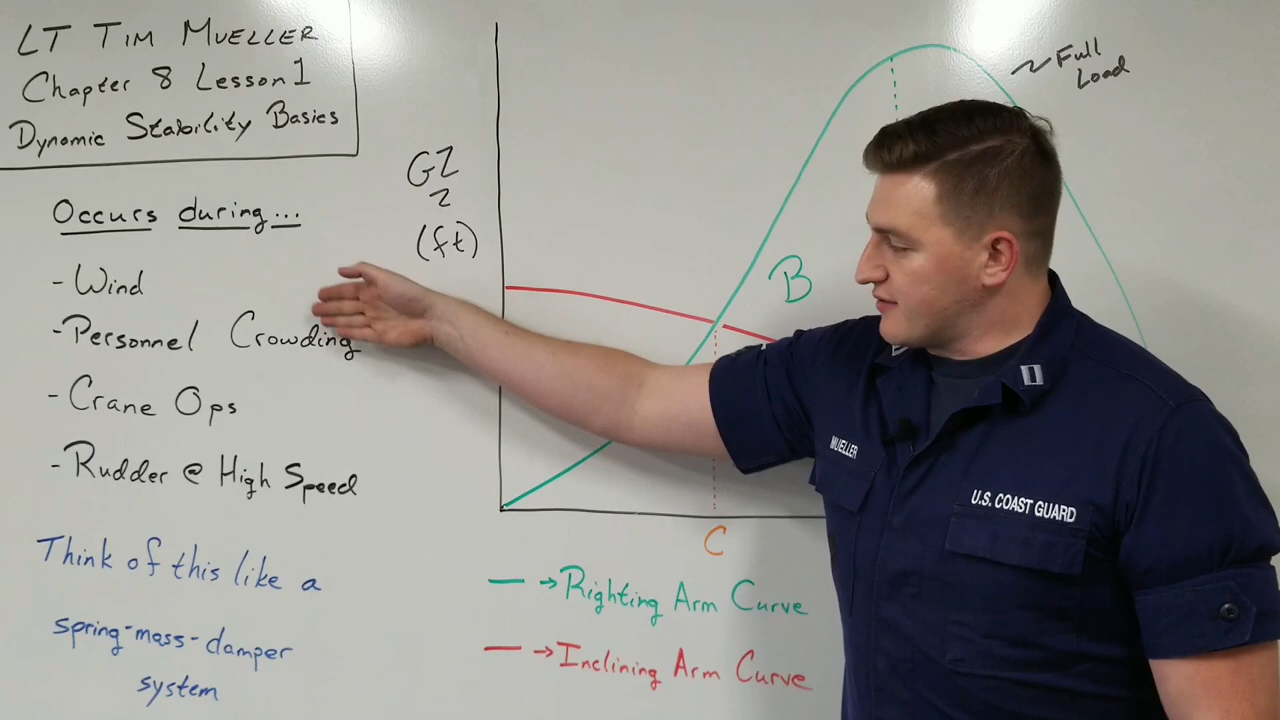 LT TIM MUELLER
Chapter 8 Lesson 1
Dynamic Stability Basics
Occurs during...
- Wind
- Personnel Crowding
- Crane Ops
- Rudder @ High Speed
Think of this like a
spring-mass-damper
system
GZ
(ft)
Full
Load
B
C
→ Righting Arm Curve
→ Inclining Arm Curve
MUELLER
U.S. COAST GUARD